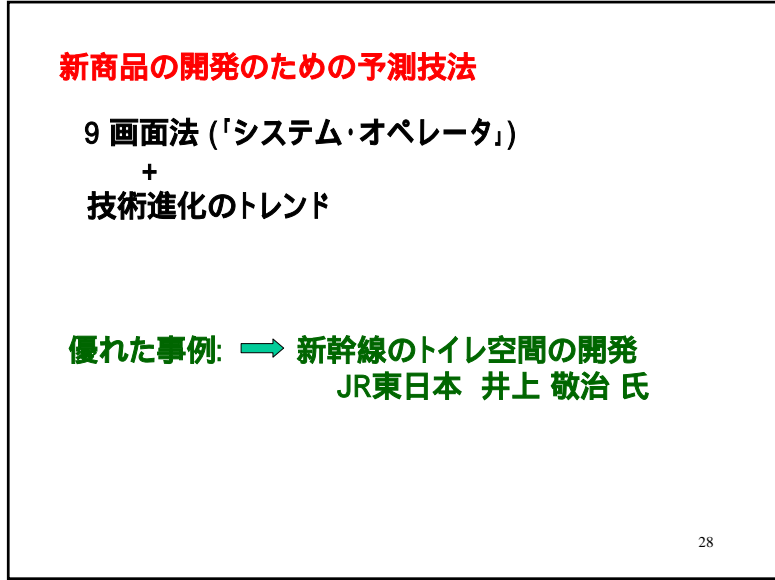 新商品の開発のための予測技法
9 画面法 (「システム・オペレータ」)
+
技術進化のトレンド
優れた事例: 新幹線のトイレ空間の開発
JR東日本 井上 敬治 氏
28